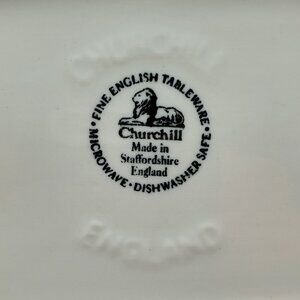 CHURCHILL
• FINE ENGLISH TABLEWARE •
Churchill
Made in
Staffordshire
England
MICROWAVE • DISHWASHER SAFE
ENGLAND